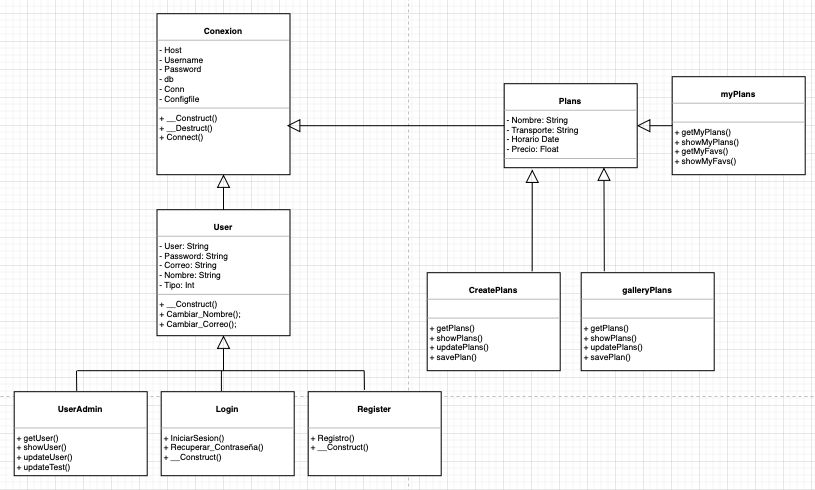 Conexion
- Host
- Username
- Password
- db
- Conn
- Configfile
+ __Construct()
+ __Destruct()
+ Connect()
Plans
- Nombre: String
- Transporte: String
- Horario Date
- Precio: Float
myPlans
+ getMyPlans()
+ showMyPlans()
+ getMyFavs()
+ showMyFavs()
User
- User: String
- Password: String
- Correo: String
- Nombre: String
- Tipo: Int
+ __Construct()
+ Cambiar_Nombre();
+ Cambiar_Correo();
CreatePlans
+ getPlans()
+ showPlans()
+ updatePlans()
+ savePlan()
galleryPlans
+ getPlans()
+ showPlans()
+ updatePlans()
+ savePlan()
UserAdmin
+ getUser()
+ showUser()
+ updateUser()
+ updateTest()
Login
+ IniciarSesion()
+ Recuperar_Contraseña()
+ __Construct()
Register
+ Registro()
+ __Construct()